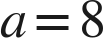 a = 8